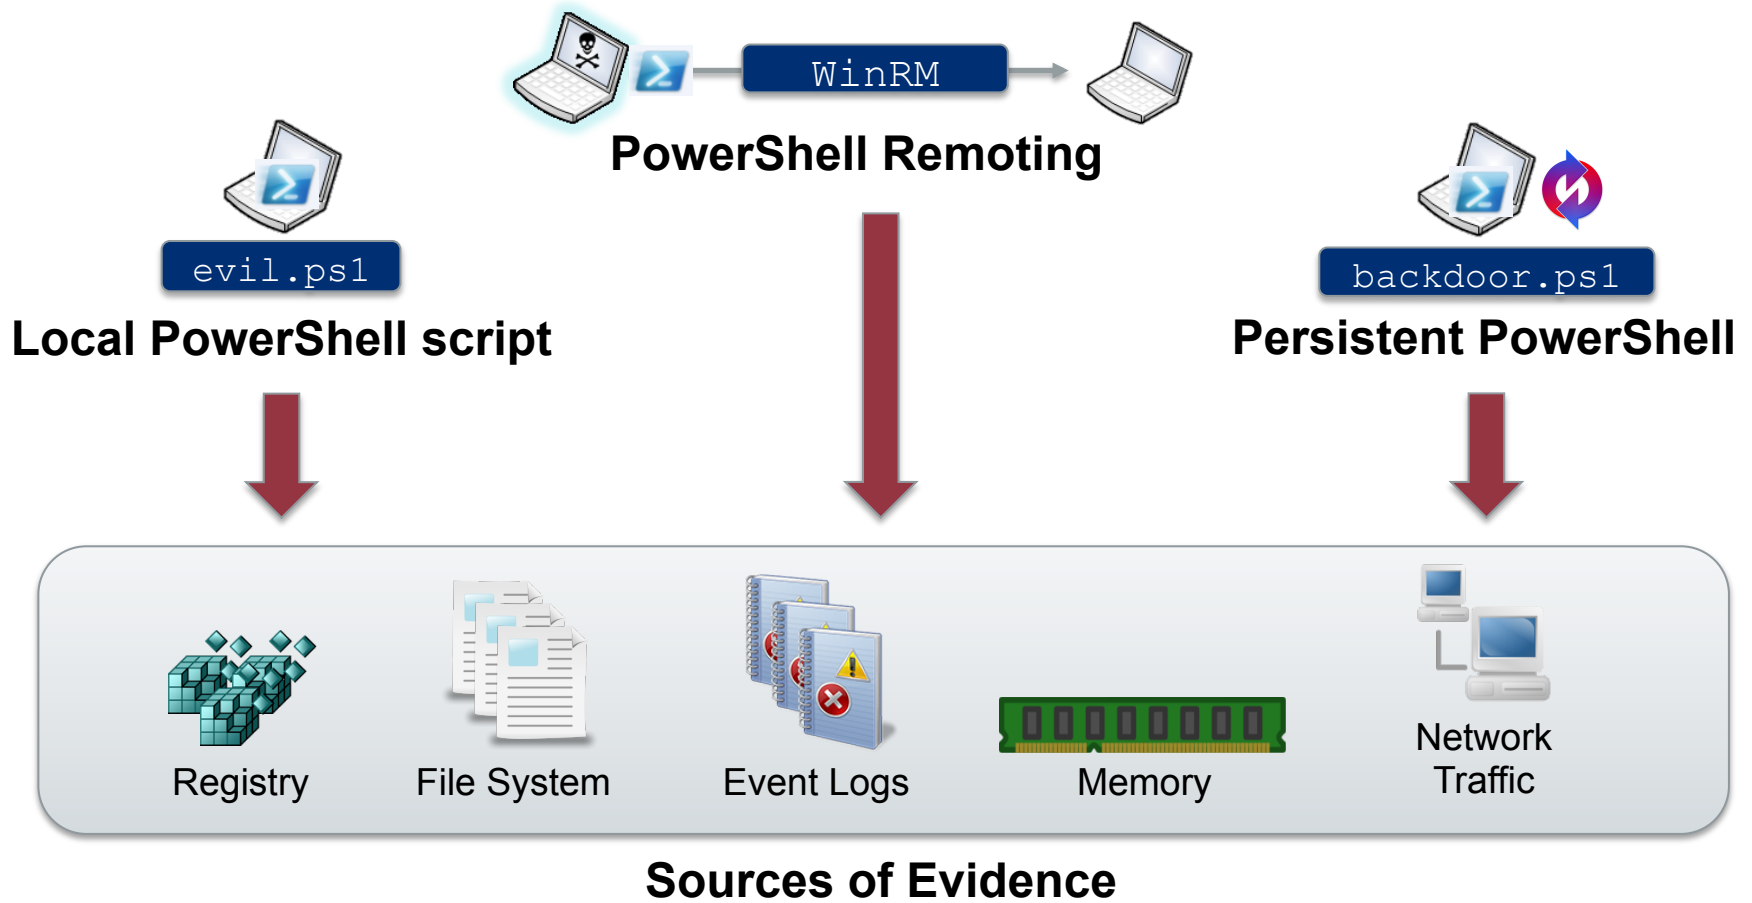 WinRM
PowerShell Remoting
evil.ps1
Local PowerShell script
backdoor.ps1
Persistent PowerShell
Registry
File System
Event Logs
Memory
Network
Traffic
Sources of Evidence